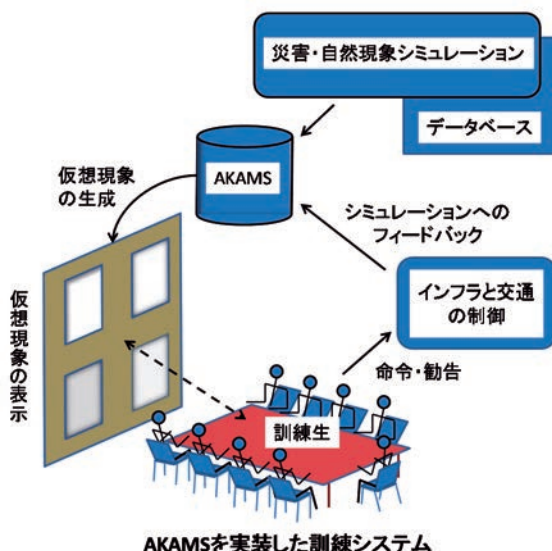 災害・自然現象シミュレーション
データベース
AKAMS
仮想現象
の生成
シミュレーションへの
フィードバック
インフラと交通
の制御
仮想現象の表示
命令・勧告
訓練生
AKAMSを実装した訓練システム